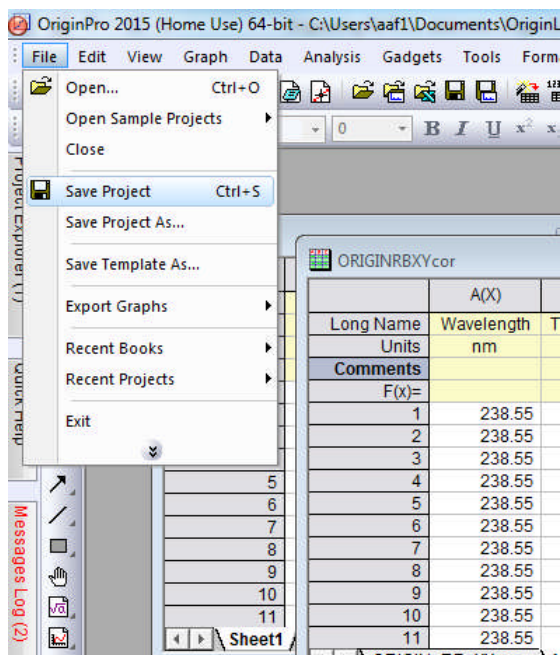 OriginPro 2015 (Home Use) 64-bit - C:\Users\aaf1\Documents\OriginL
File Edit View Graph Data Analysis Gadgets Tools Form
Open... Ctrl+O
Open Sample Projects
Close
Save Project Ctrl+S
Save Project As...
Save Template As...
Export Graphs
Recent Books
Recent Projects
Exit
0 B I U x²
Project Explorer (1)
Quick Help
Messages Log (2)
5
6
7
8
9
10
11
Sheet1
ORIGINRBXYcor
A(X)
Long Name Wavelength T
Units nm
Comments
F(x)=
1 238.55
2 238.55
3 238.55
4 238.55
5 238.55
6 238.55
7 238.55
8 238.55
9 238.55
10 238.55
11 238.55